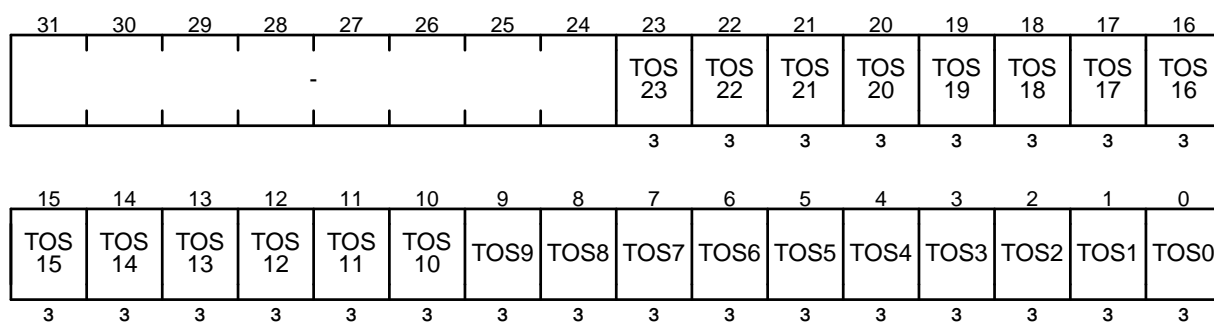 31 30 29 28 27 26 25 24 23 22 21 20 19 18 17 16
- TOS 23 TOS 22 TOS 21 TOS 20 TOS 19 TOS 18 TOS 17 TOS 16
3 3 3 3 3 3 3 3
15 14 13 12 11 10 9 8 7 6 5 4 3 2 1 0
TOS 15 TOS 14 TOS 13 TOS 12 TOS 11 TOS 10 TOS9 TOS8 TOS7 TOS6 TOS5 TOS4 TOS3 TOS2 TOS1 TOS0
3 3 3 3 3 3 3 3 3 3 3 3 3 3 3 3